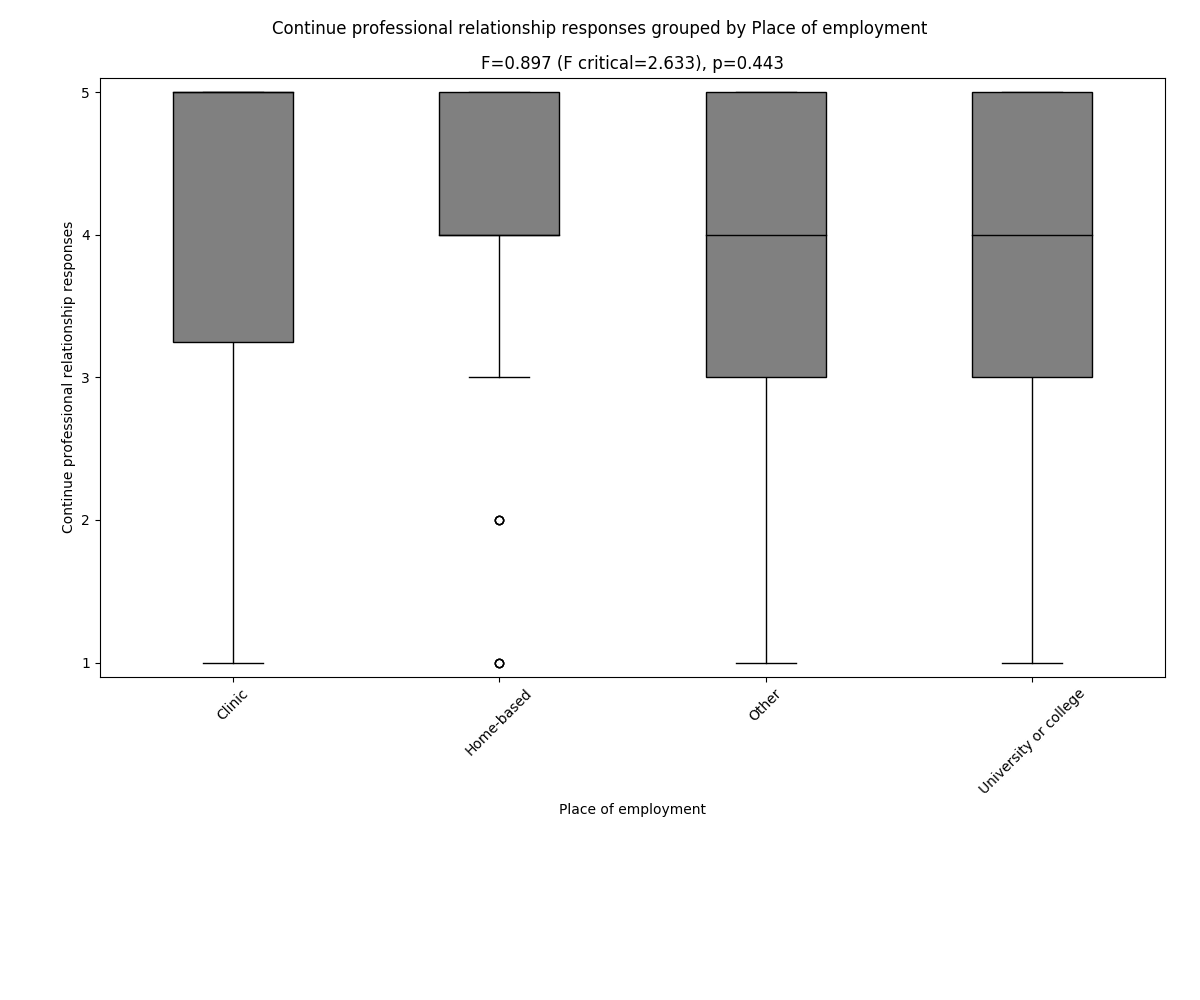 Continue professional relationship responses grouped by Place of employment
F=0.897 (F critical=2.633), p=0.443
Continue professional relationship responses
5
4
3
2
1
Clinic
Home-based
Other
University or college
Place of employment